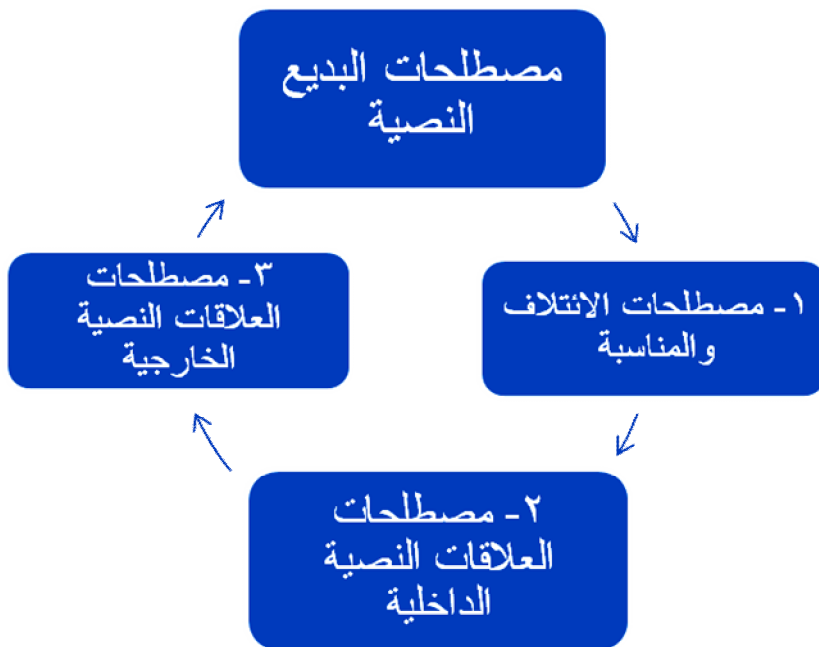 مصطلحات البديع
النصية
١- مصطلحات الائتلاف
والمناسبة
٢- مصطلحات
العلاقات النصية
الداخلية
٣- مصطلحات
العلاقات النصية
الخارجية